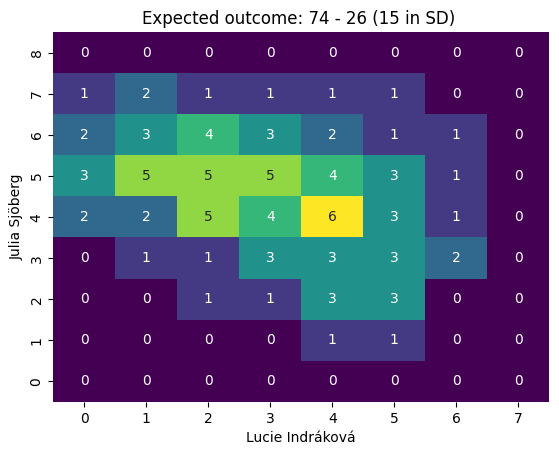 Expected outcome: 74 - 26 (15 in SD)
8 0 0 0 0 0 0 0 0
7 1 2 1 1 1 1 0 0
6 2 3 4 3 2 1 1 0
5 3 5 5 5 4 3 1 0
4 2 2 5 4 6 3 1 0
3 0 1 1 3 3 3 2 0
2 0 0 1 1 3 3 0 0
1 0 0 0 0 1 1 0 0
0 0 0 0 0 0 0 0 0
0 1 2 3 4 5 6 7
Julia Sjöberg
Lucie Indráková